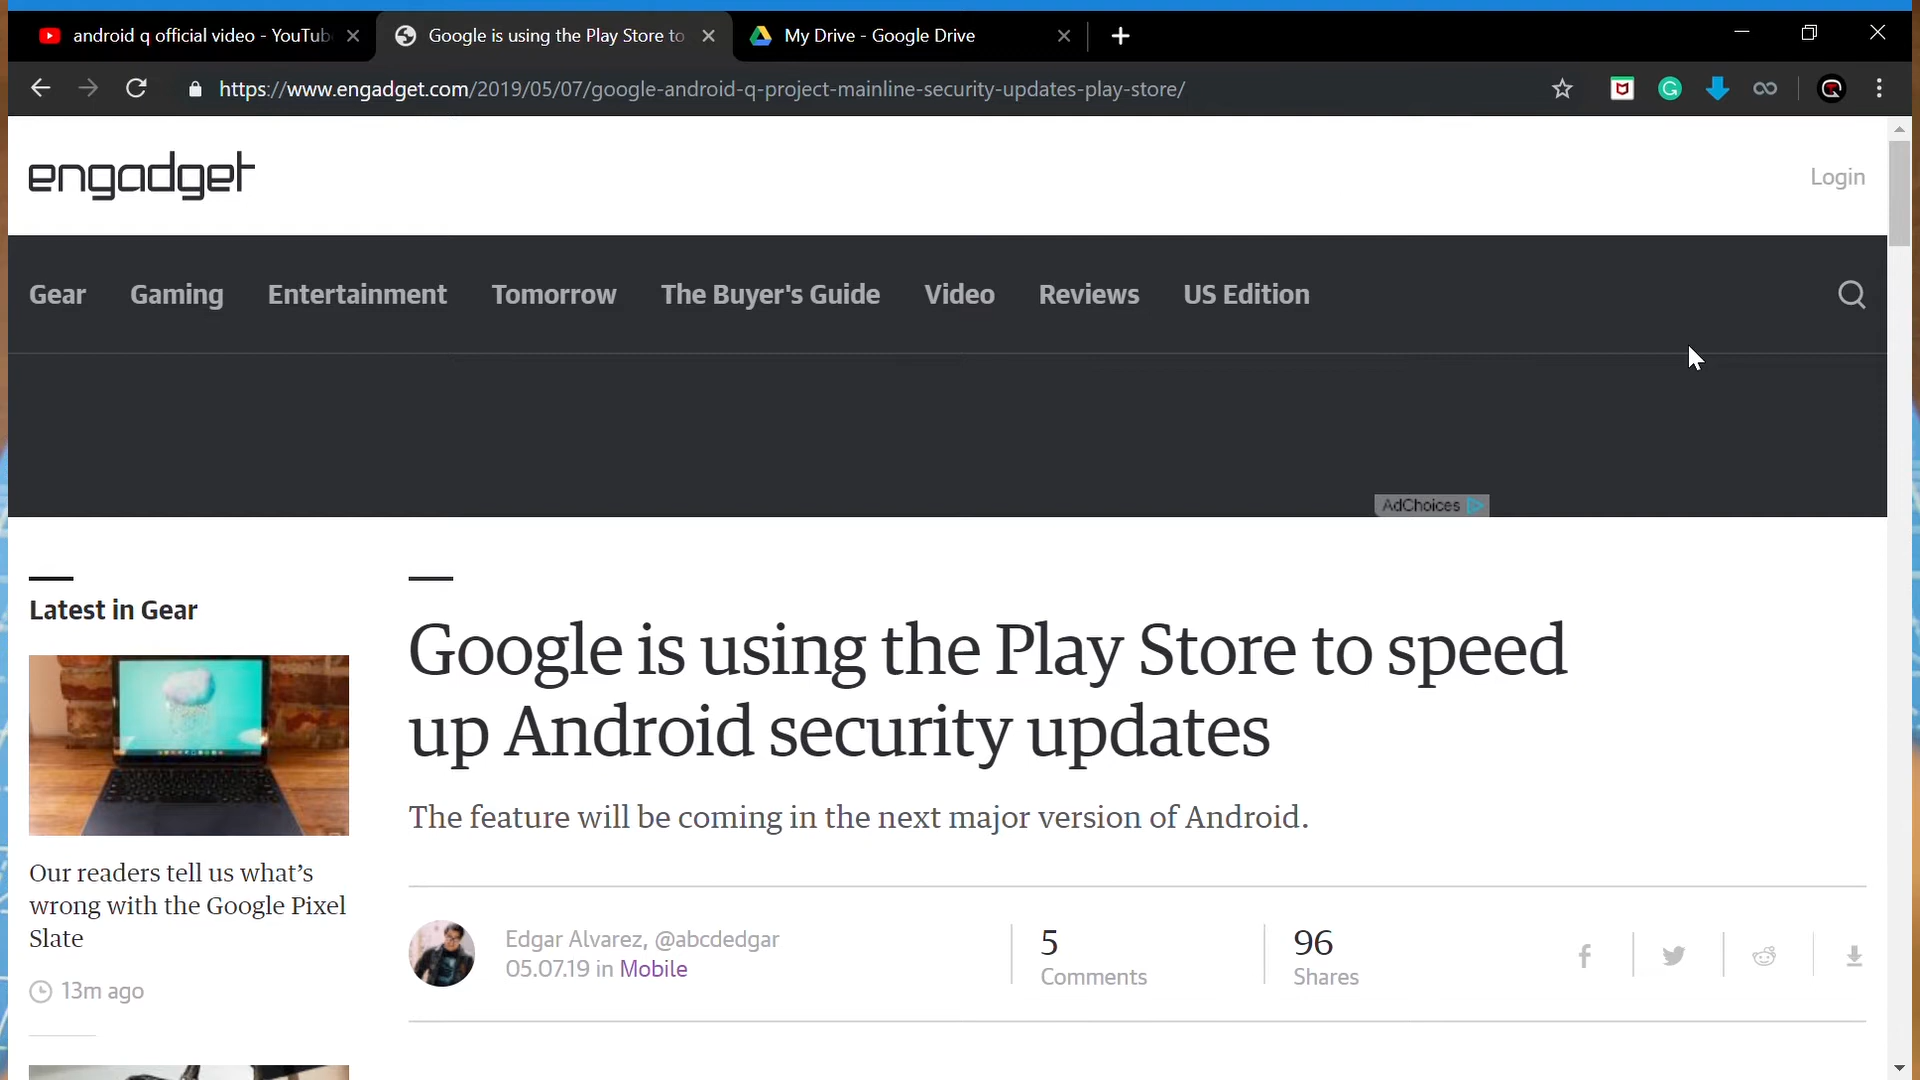 android q official video - YouTub
Google is using the Play Store to
My Drive - Google Drive
https://www.engadget.com/2019/05/07/google-android-q-project-mainline-security-updates-play-store/
engadget
Login
Gear
Gaming
Entertainment
Tomorrow
The Buyer's Guide
Video
Reviews
US Edition
AdChoices
Latest in Gear
Our readers tell us what’s
wrong with the Google Pixel
Slate
13m ago
Google is using the Play Store to speed
up Android security updates
The feature will be coming in the next major version of Android.
Edgar Alvarez, @abcdedgar
05.07.19 in Mobile
5
Comments
96
Shares